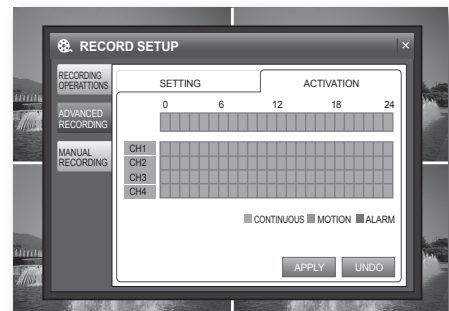 RECORD SETUP
×
RECORDING
OPERATTIONS
ADVANCED
RECORDING
MANUAL
RECORDING
SETTING
ACTIVATION
0 6 12 18 24
CH1
CH2
CH3
CH4
CONTINUOUS MOTION ALARM
APPLY
UNDO